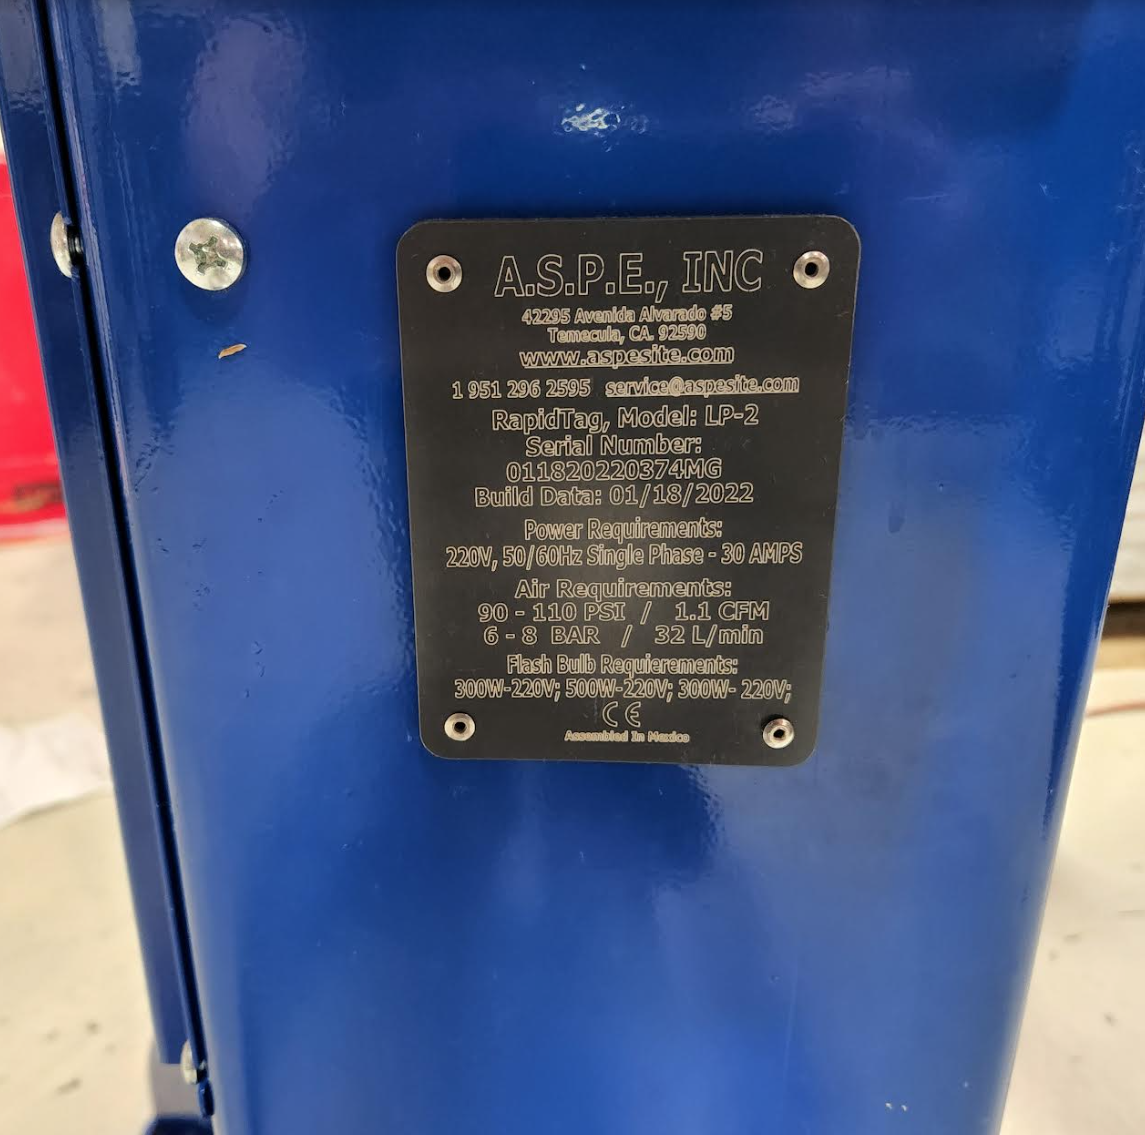 A.S.P.E., INC
42295 Avenida Alvarado #5
Temecula, CA. 92590
www.aspesite.com
1 951 296 2595 service@aspesite.com
RapidTag, Model: LP-2
Serial Number:
011820220374MG
Build Data: 01/18/2022
Power Requirements:
220V, 50/60Hz Single Phase - 30 AMPS
Air Requirements:
90 - 110 PSI / 1.1 CFM
6 - 8 BAR / 32 L/min
Flash Bulb Requierements:
300W-220V; 500W-220V; 300W- 220V;
CE
Assembled In Mexico